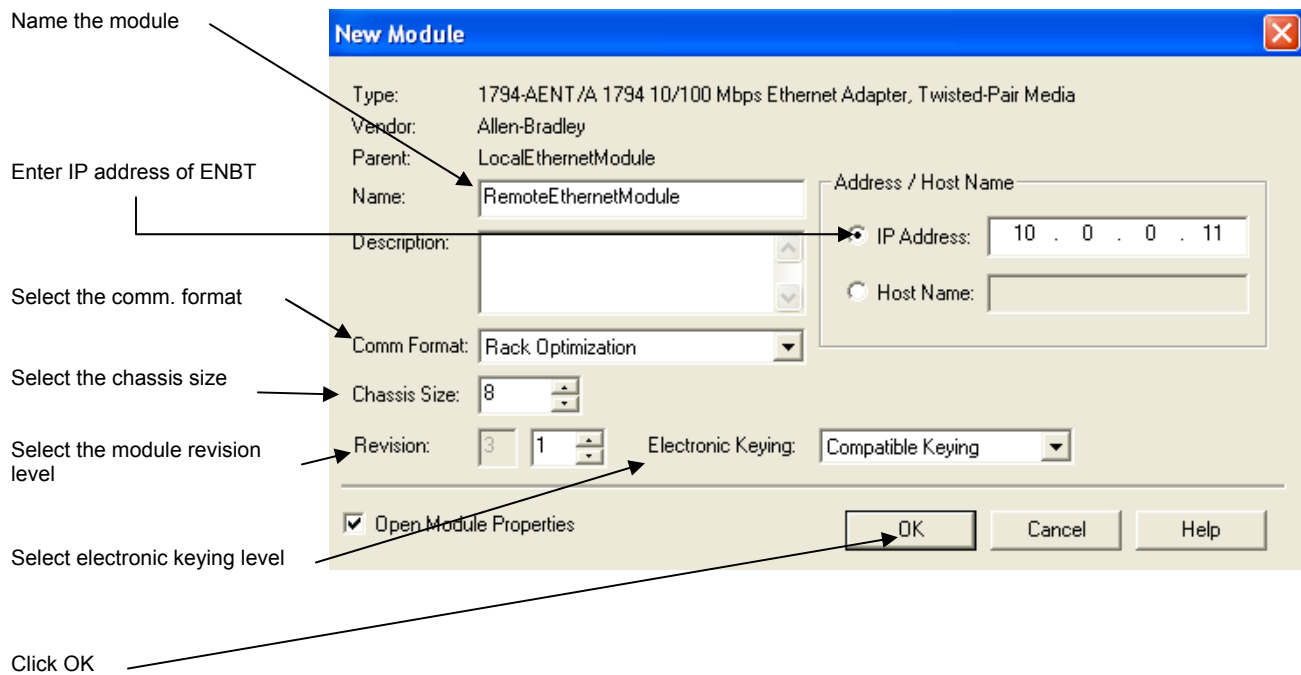 Name the module
Enter IP address of ENBT
Select the comm. format
Select the chassis size
Select the module revision
level
Select electronic keying level
Click OK
New Module
Type: 1794-AENT/A 1794 10/100 Mbps Ethernet Adapter, Twisted-Pair Media
Vendor: Allen-Bradley
Parent: LocalEthernetModule
Name: RemoteEthernetModule
Description:
Comm Format: Rack Optimization
Chassis Size: 8
Revision: 3 1 Electronic Keying: Compatible Keying
Address / Host Name
IP Address: 10 . 0 . 0 . 11
Host Name:
Open Module Properties
OK Cancel Help